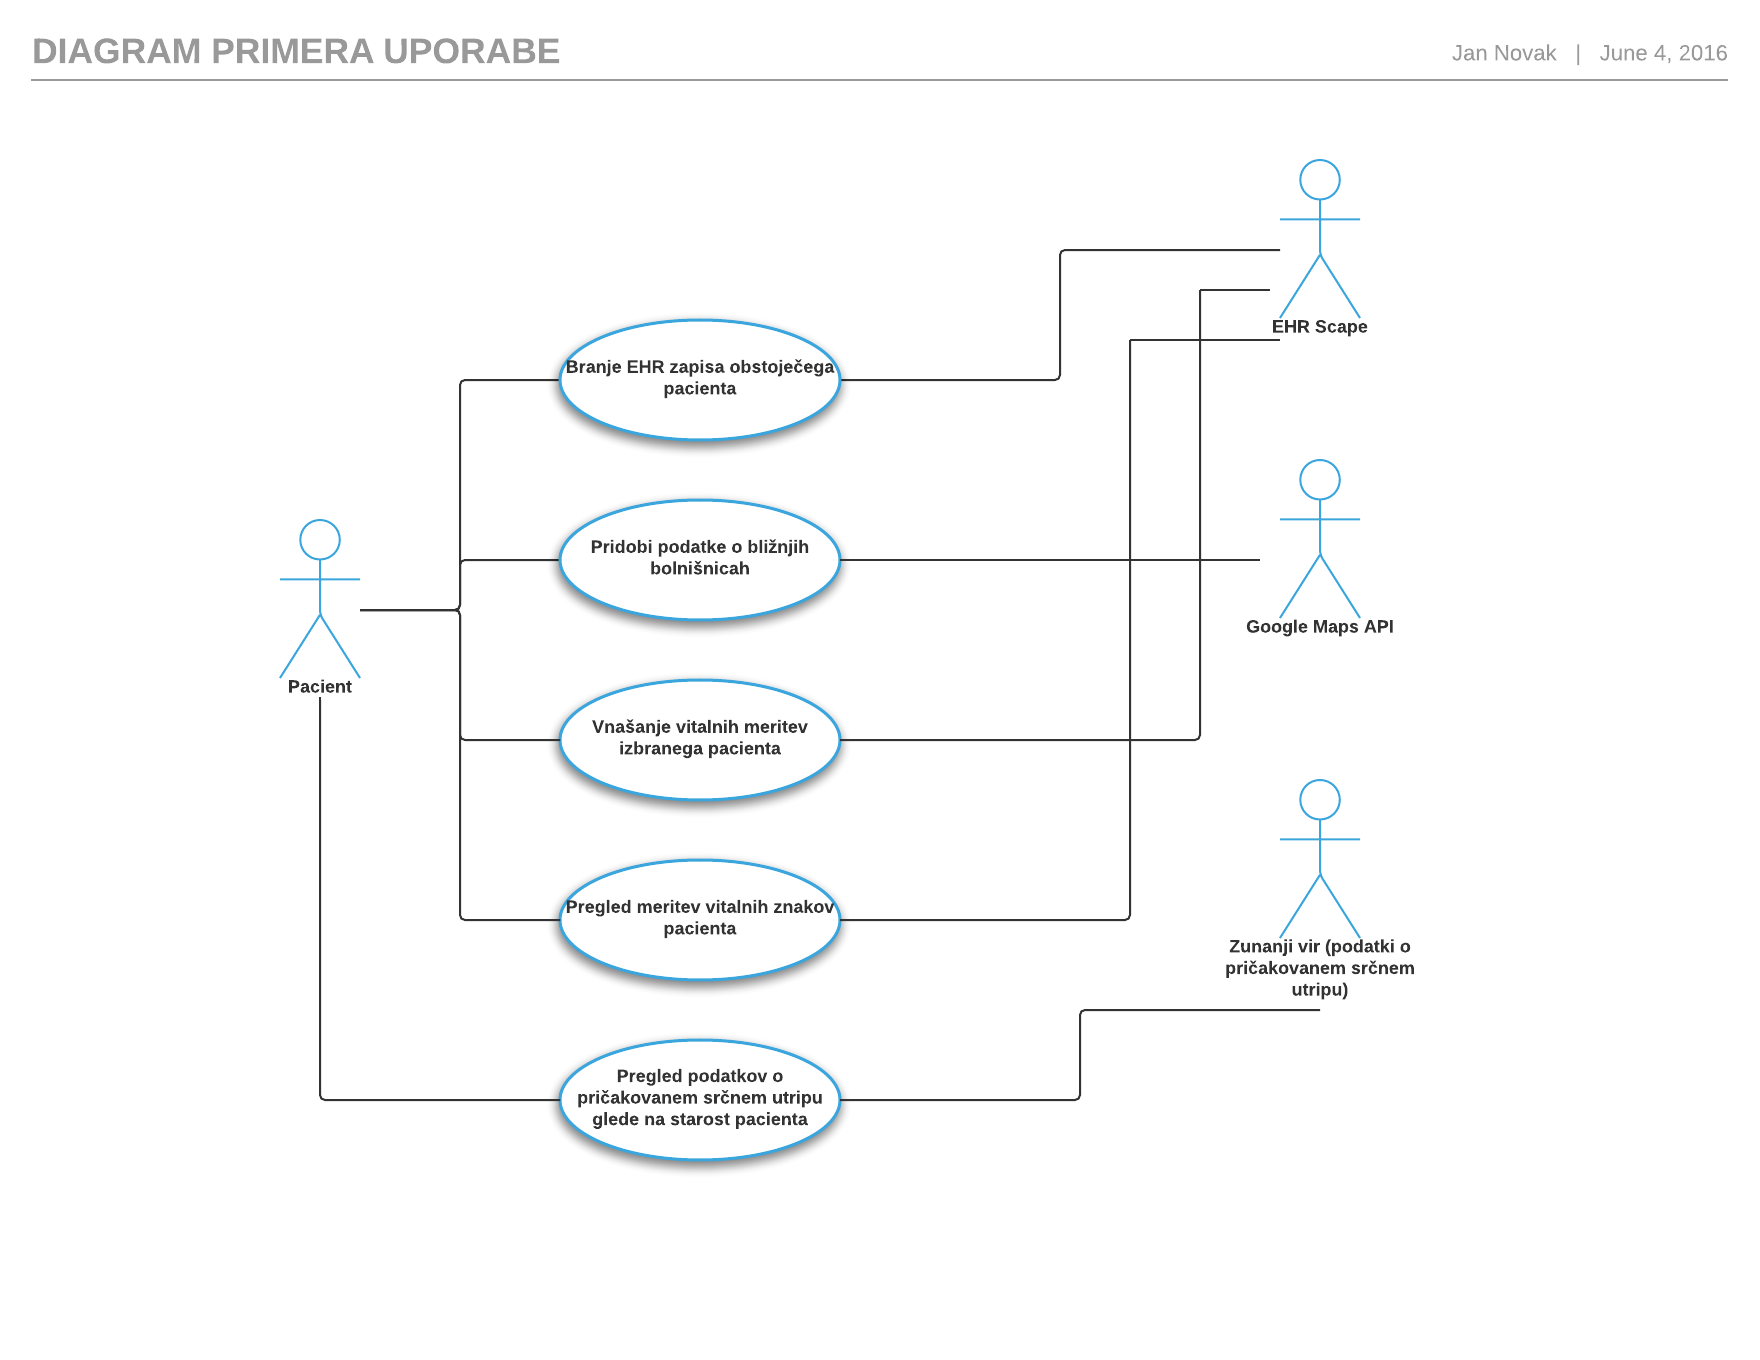 DIAGRAM PRIMERA UPORABE
Jan Novak | June 4, 2016
EHR Scape
Branje EHR zapisa obstoječega
pacienta
Pridobi podatke o bližnjih
bolnišnicah
Google Maps API
Pacient
Vnašanje vitalnih meritev
izbranega pacienta
Pregled meritev vitalnih znakov
pacienta
Zunanji vir (podatki o
pričakovanem srčnem
utripu)
Pregled podatkov o
pričakovanem srčnem utripu
glede na starost pacienta